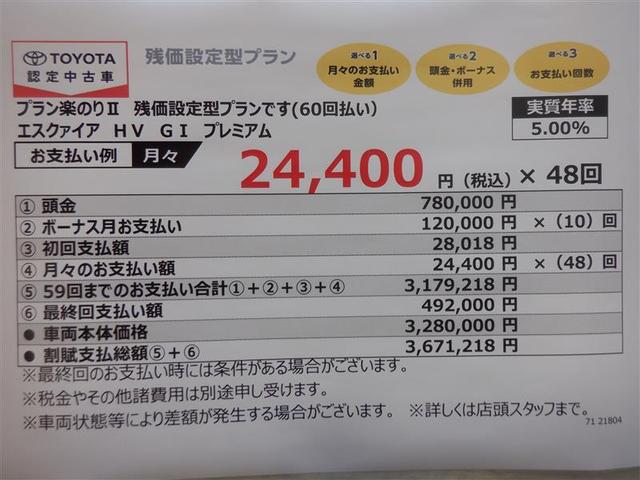 TOYOTA
認定中古車
残価設定型プラン
選べる1
月々のお支払い
金額
選べる2
頭金・ボーナス
併用
選べる3
お支払い回数
プラン楽のりⅡ 残価設定型プランです(60回払い)
エスクァイア HV GI プレミアム
実質年率
5.00%
お支払い例 月々
24,400 円(税込) × 48回
① 頭金 780,000 円
② ボーナス月お支払い 120,000 円 ×(10)回
③ 初回支払額 28,018 円
④ 月々のお支払い額 24,400 円 ×(48)回
⑤ 59回までのお支払い合計①+②+③+④ 3,179,218 円
⑥ 最終回支払い額 492,000 円
● 車両本体価格 3,280,000 円
● 割賦支払総額⑤+⑥ 3,671,218 円
※最終回のお支払い時には条件がある場合がございます。
※税金やその他諸費用は別途申し受けます。
※車両状態等により差額が発生する場合がございます。 ※詳しくは店頭スタッフまで。
71 21804